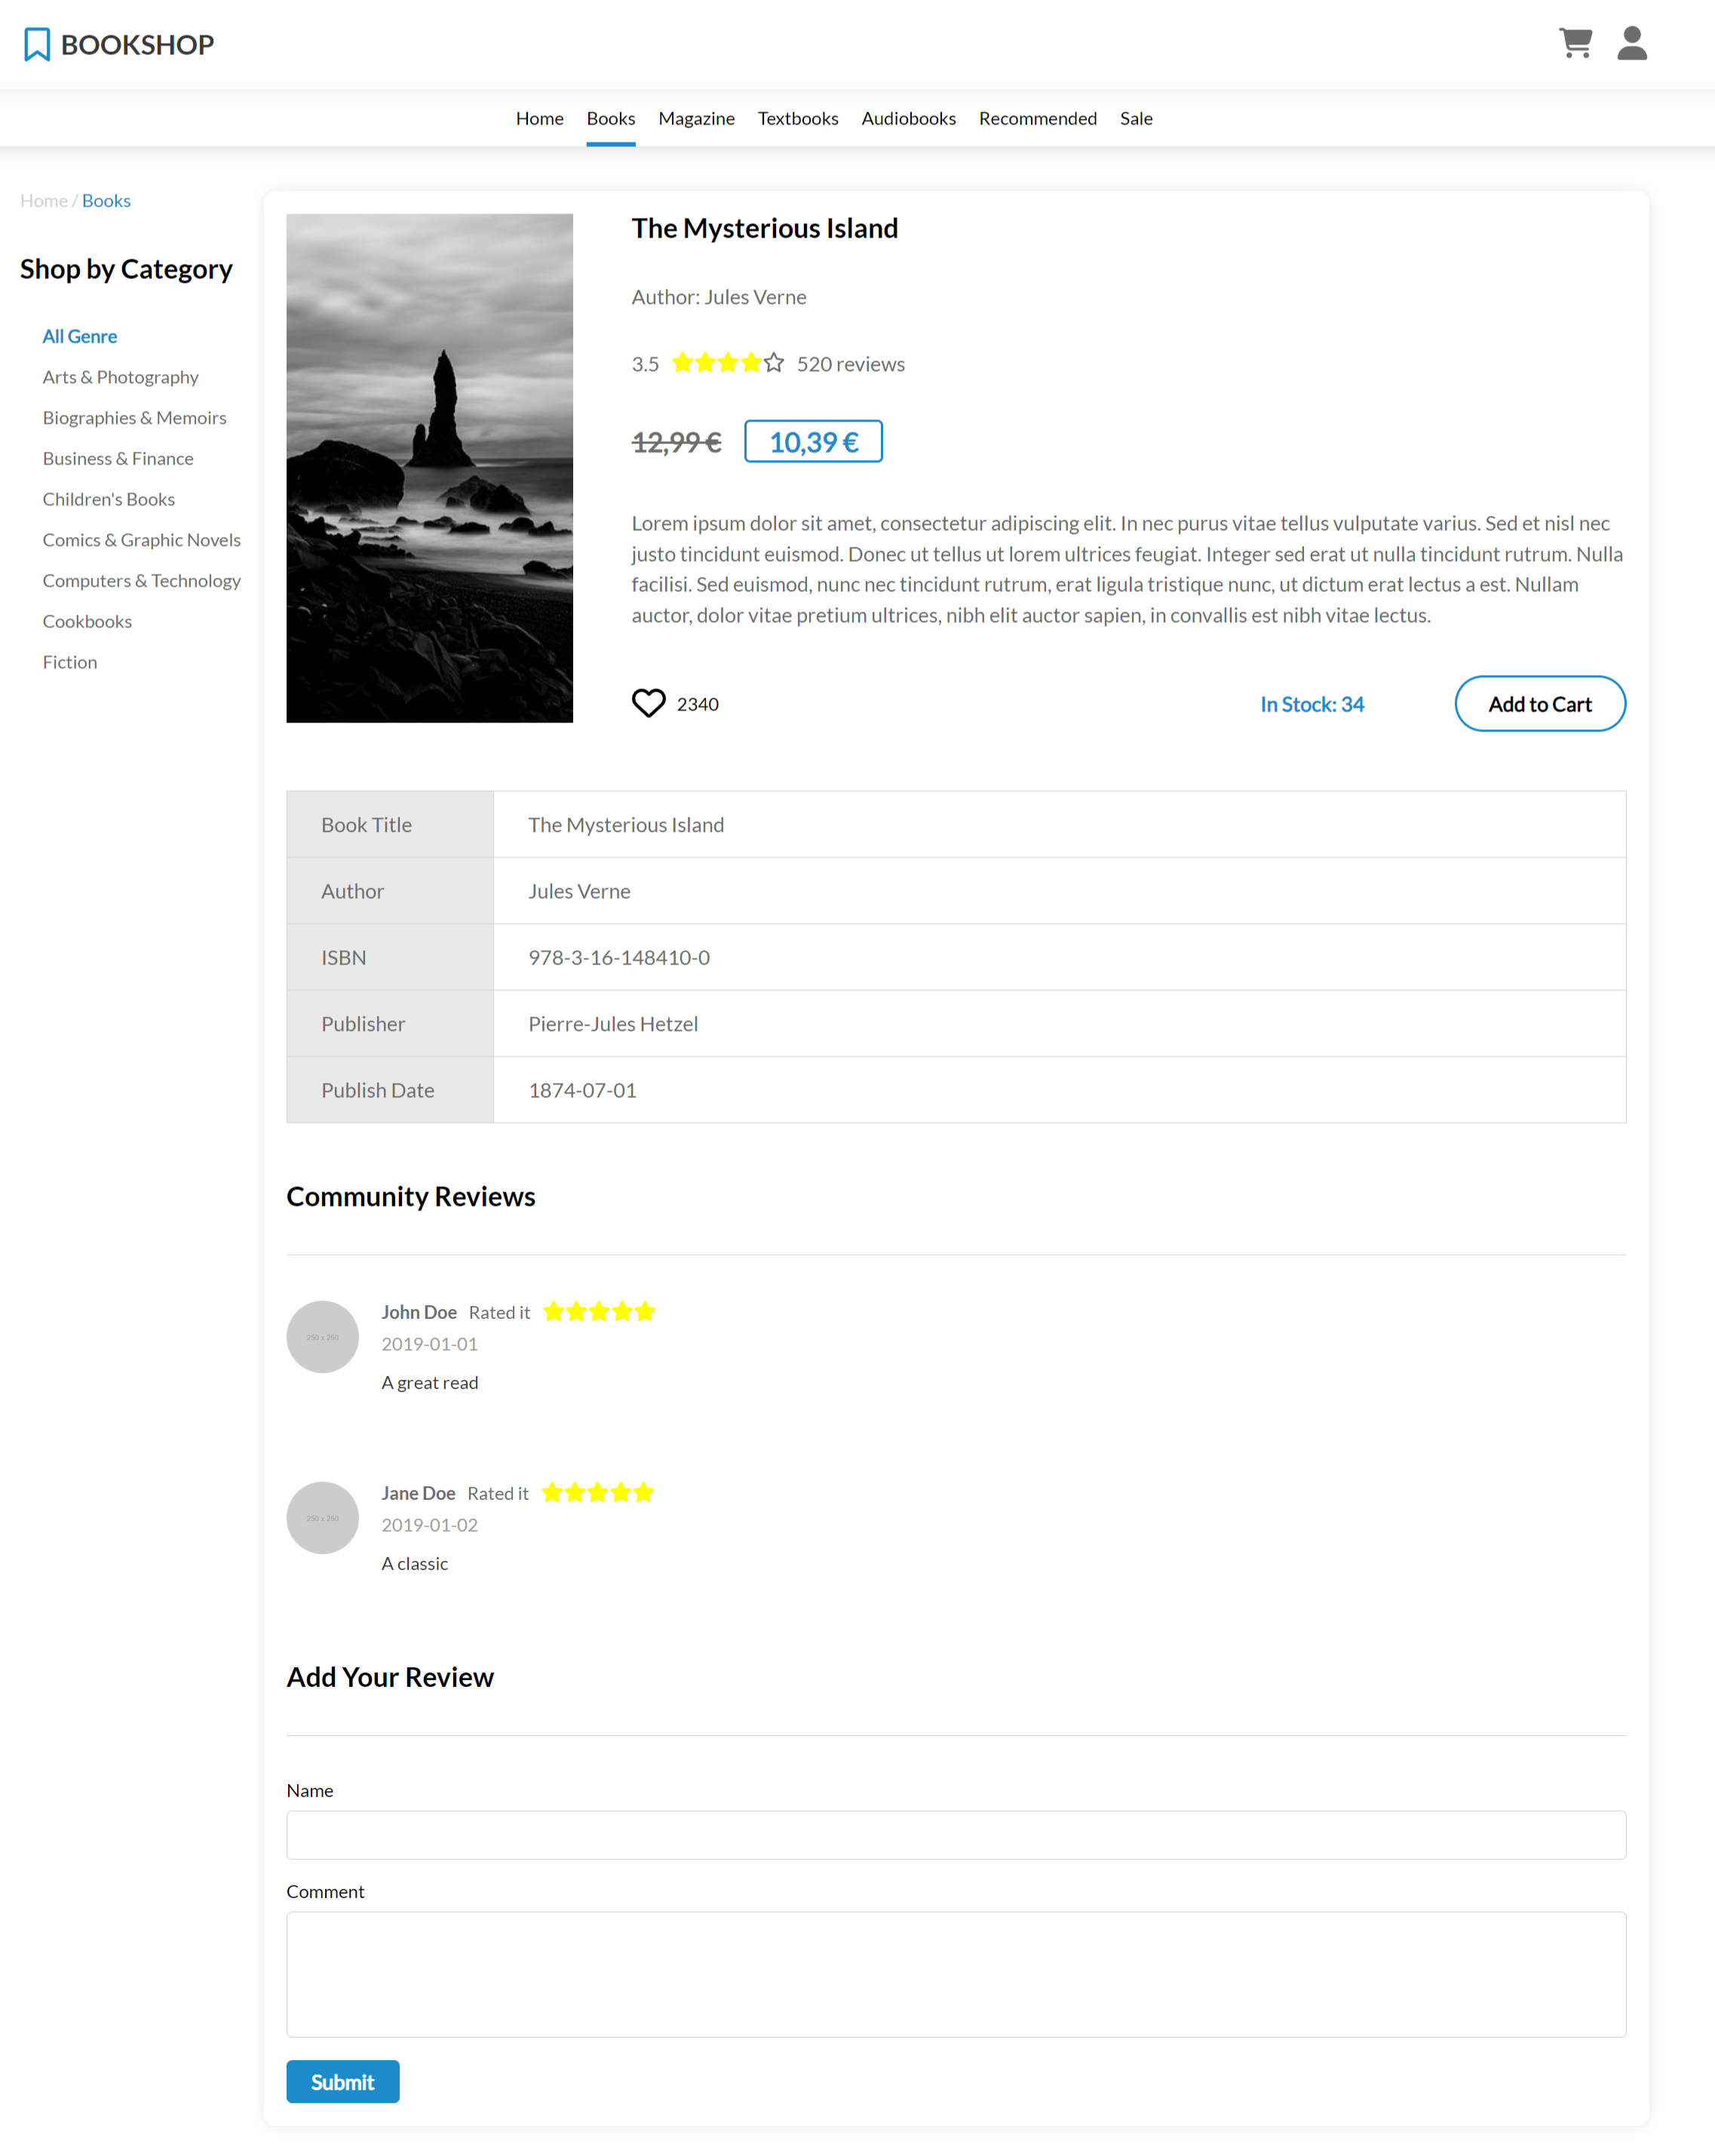 BOOKSHOP
Home Books Magazine Textbooks Audiobooks Recommended Sale
Home / Books
Shop by Category
All Genre
Arts & Photography
Biographies & Memoirs
Business & Finance
Children's Books
Comics & Graphic Novels
Computers & Technology
Cookbooks
Fiction
The Mysterious Island
Author: Jules Verne
3.5 520 reviews
12,99 € 10,39 €
Lorem ipsum dolor sit amet, consectetur adipiscing elit. In nec purus vitae tellus vulputate varius. Sed et nisl nec
justo tincidunt euismod. Donec ut tellus ut lorem ultrices feugiat. Integer sed erat ut nulla tincidunt rutrum. Nulla
facilisi. Sed euismod, nunc nec tincidunt rutrum, erat ligula tristique nunc, ut dictum erat lectus a est. Nullam
auctor, dolor vitae pretium ultrices, nibh elit auctor sapien, in convallis est nibh vitae lectus.
2340 In Stock: 34 Add to Cart
Book Title The Mysterious Island
Author Jules Verne
ISBN 978-3-16-148410-0
Publisher Pierre-Jules Hetzel
Publish Date 1874-07-01
Community Reviews
John Doe Rated it
250 x 250
2019-01-01
A great read
Jane Doe Rated it
250 x 250
2019-01-02
A classic
Add Your Review
Name
Comment
Submit